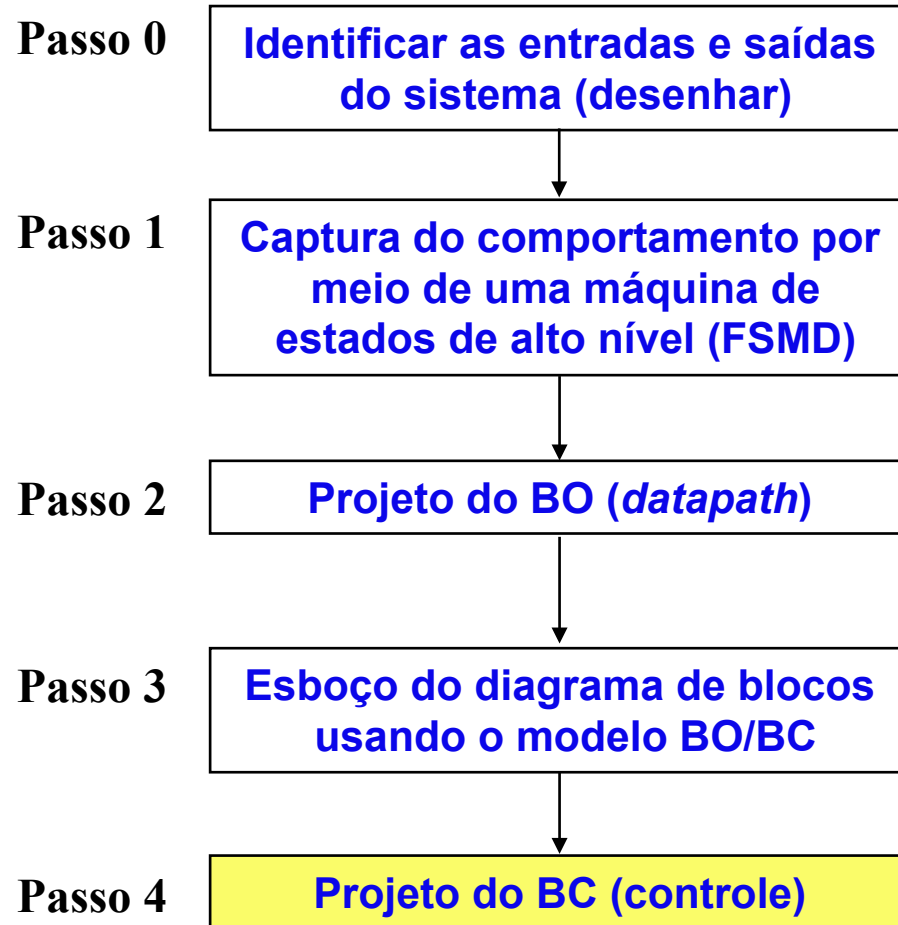 Passo 0
Identificar as entradas e saídas
do sistema (desenhar)
Passo 1
Captura do comportamento por
meio de uma máquina de
estados de alto nível (FSMD)
Passo 2
Projeto do BO (datapath)
Passo 3
Esboço do diagrama de blocos
usando o modelo BO/BC
Passo 4
Projeto do BC (controle)